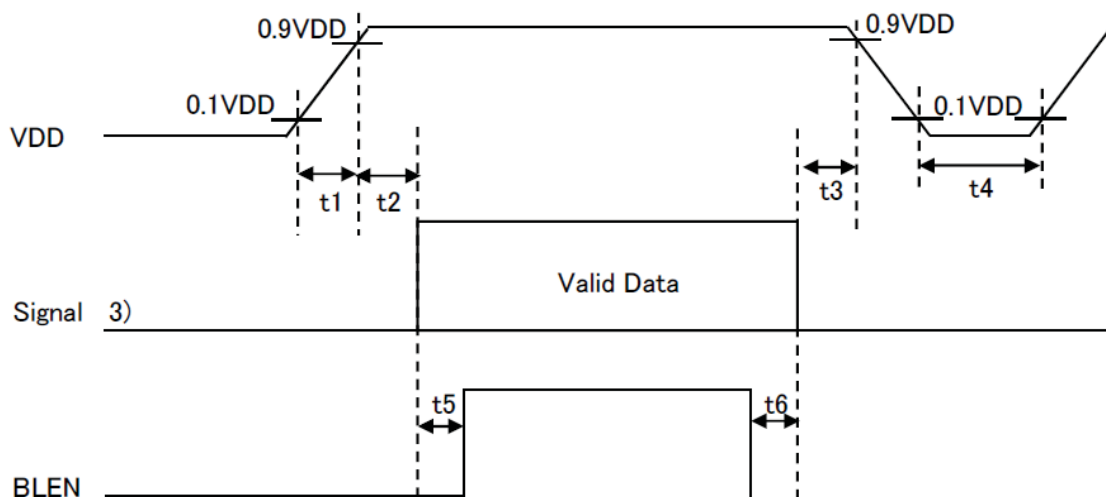 0.9VDD
0.9VDD
0.1VDD
0.1VDD
VDD
t1
t2
t3
t4
Valid Data
Signal 3)
t5
t6
BLEN